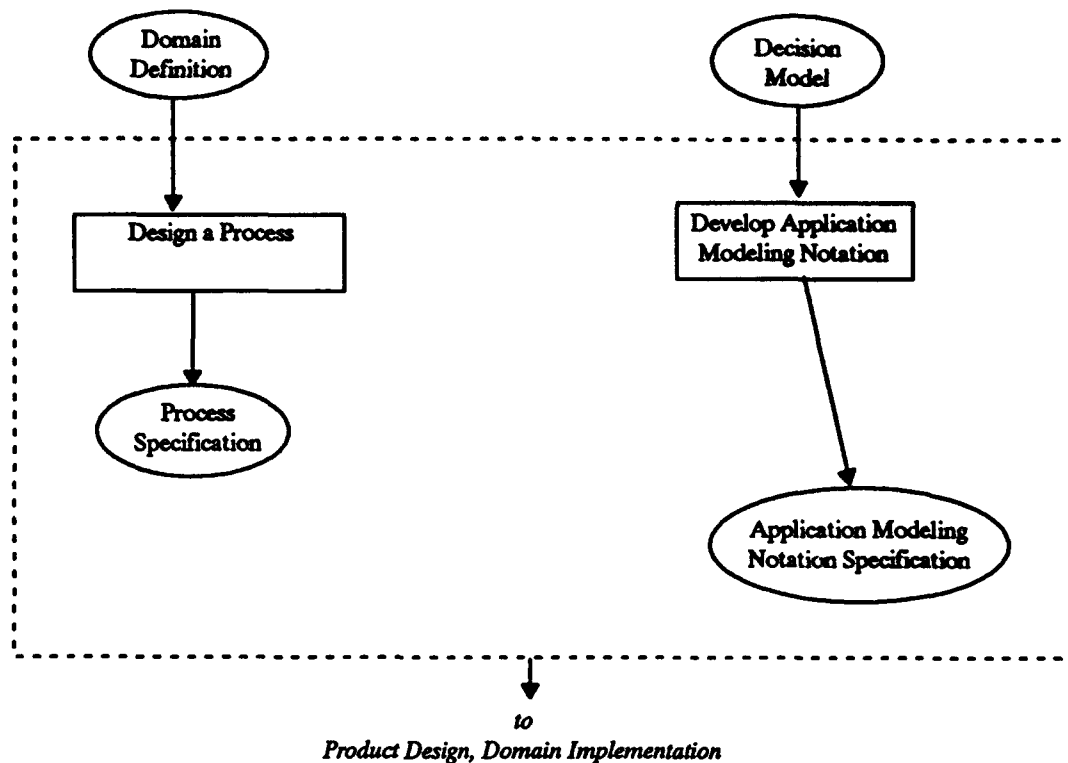 Domain
Definition
Decision
Model
Design a Process
Develop Application
Modeling Notation
Process
Specification
Application Modeling
Notation Specification
to
Product Design, Domain Implementation